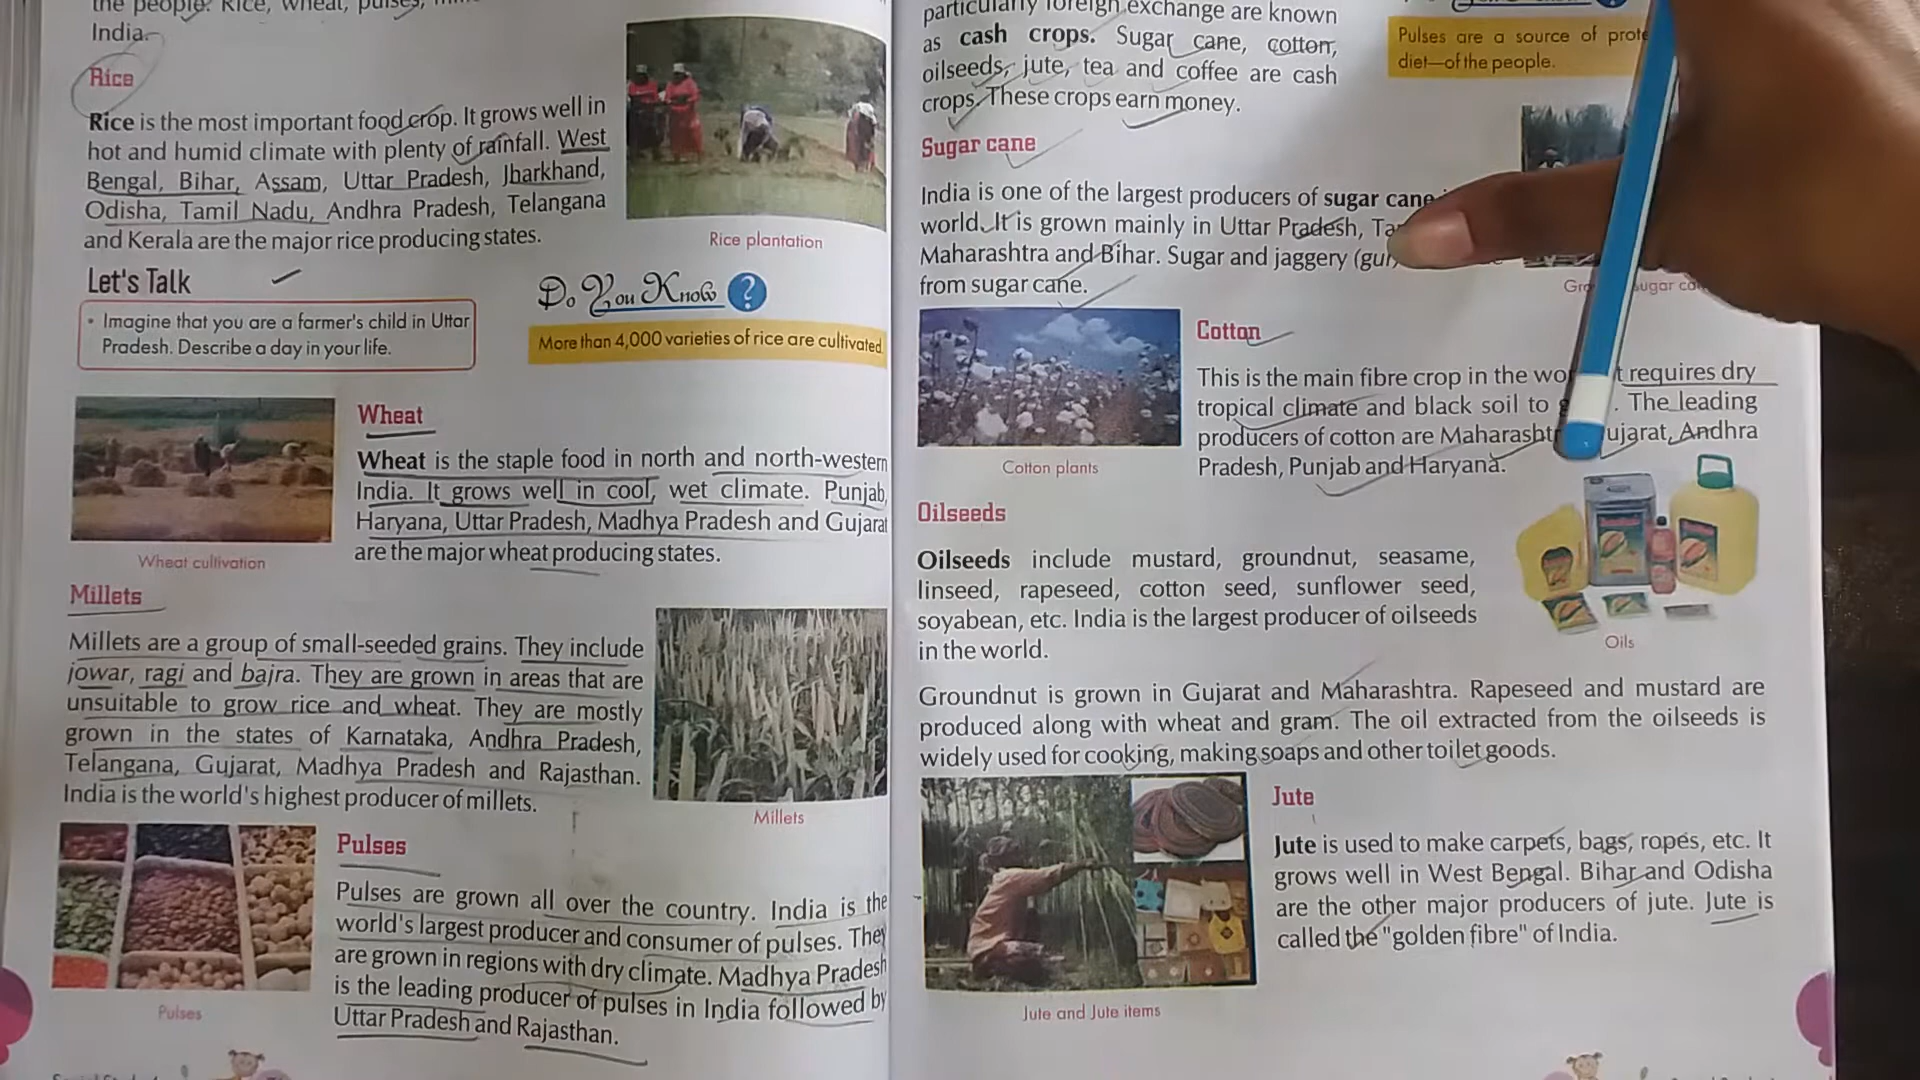 the people. Rice, wheat, pulses,
India.
Rice
Rice is the most important food crop. It grows well in
hot and humid climate with plenty of rainfall. West
Bengal, Bihar, Assam, Uttar Pradesh, Jharkhand,
Odisha, Tamil Nadu, Andhra Pradesh, Telangana
and Kerala are the major rice producing states.
Rice plantation
Let's Talk
• Imagine that you are a farmer's child in Uttar
Pradesh. Describe a day in your life.
Do You Know ?
More than 4,000 varieties of rice are cultivated.
Wheat
Wheat is the staple food in north and north-western
India. It grows well in cool, wet climate. Punjab,
Haryana, Uttar Pradesh, Madhya Pradesh and Gujarat
are the major wheat producing states.
Wheat cultivation
Millets
Millets are a group of small-seeded grains. They include
jowar, ragi and bajra. They are grown in areas that are
unsuitable to grow rice and wheat. They are mostly
grown in the states of Karnataka, Andhra Pradesh,
Telangana, Gujarat, Madhya Pradesh and Rajasthan.
India is the world's highest producer of millets.
Millets
Pulses
Pulses are grown all over the country. India is the
world's largest producer and consumer of pulses. They
are grown in regions with dry climate. Madhya Pradesh
is the leading producer of pulses in India followed by
Uttar Pradesh and Rajasthan.
Pulses
particularly foreign exchange are known
as cash crops. Sugar cane, cotton,
oilseeds, jute, tea and coffee are cash
crops. These crops earn money.
Pulses are a source of
diet—of the people.
Sugar cane
India is one of the largest producers of sugar cane
world. It is grown mainly in Uttar Pradesh,
Maharashtra and Bihar. Sugar and jaggery (gur)
from sugar cane.
sugar
Cotton
This is the main fibre crop in the requires dry
tropical climate and black soil to The leading
producers of cotton are Maharashtra, Gujarat, Andhra
Pradesh, Punjab and Haryana.
Cotton plants
Oilseeds
Oilseeds include mustard, groundnut, seasame,
linseed, rapeseed, cotton seed, sunflower seed,
soyabean, etc. India is the largest producer of oilseeds
in the world.
Oils
Groundnut is grown in Gujarat and Maharashtra. Rapeseed and mustard are
produced along with wheat and gram. The oil extracted from the oilseeds is
widely used for cooking, making soaps and other toilet goods.
Jute
Jute is used to make carpets, bags, ropes, etc. It
grows well in West Bengal. Bihar and Odisha
are the other major producers of jute. Jute is
called the "golden fibre" of India.
Jute and Jute items